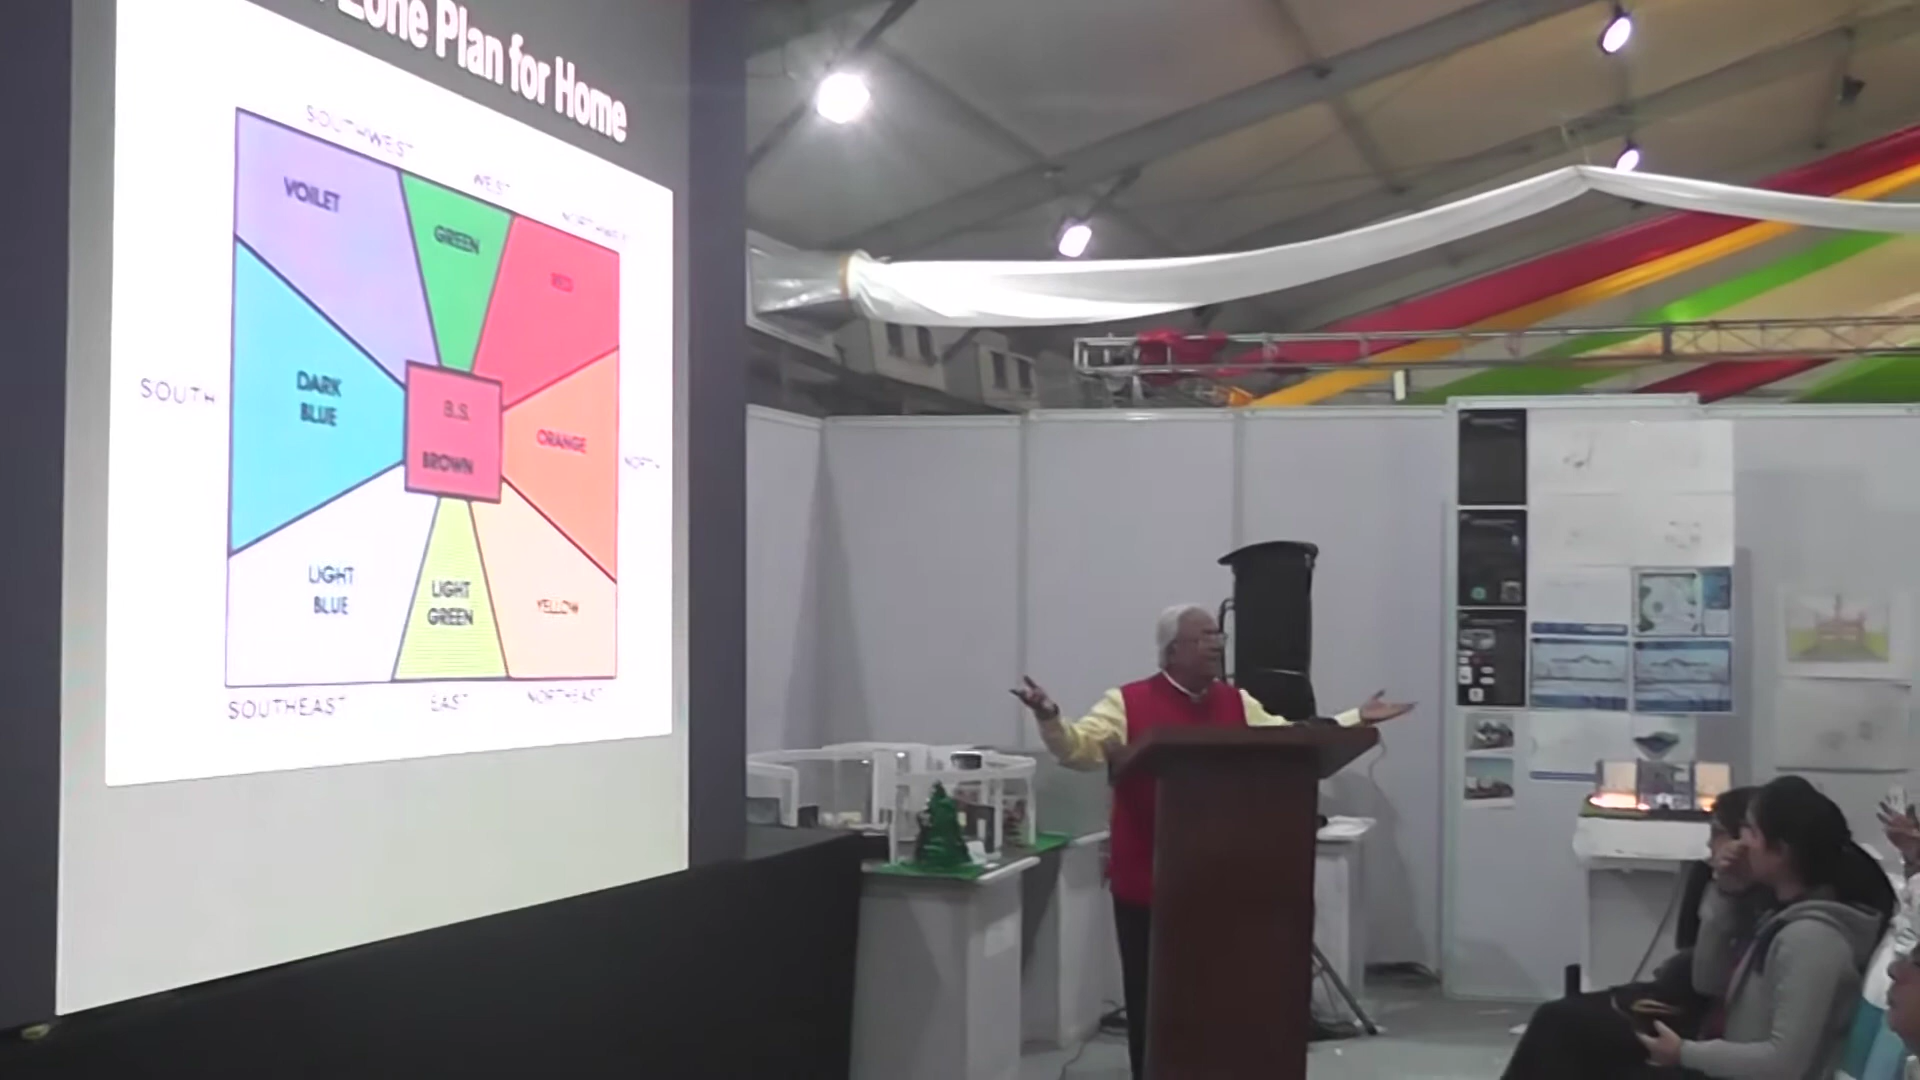 Zone Plan for Home
SOUTHWEST
WEST
NORTHWEST
VOILET
GREEN
RED
SOUTH
DARK
BLUE
B.S.
BROWN
ORANGE
NORTH
LIGHT
BLUE
LIGHT
GREEN
YELLOW
SOUTHEAST
EAST
NORTHEAST